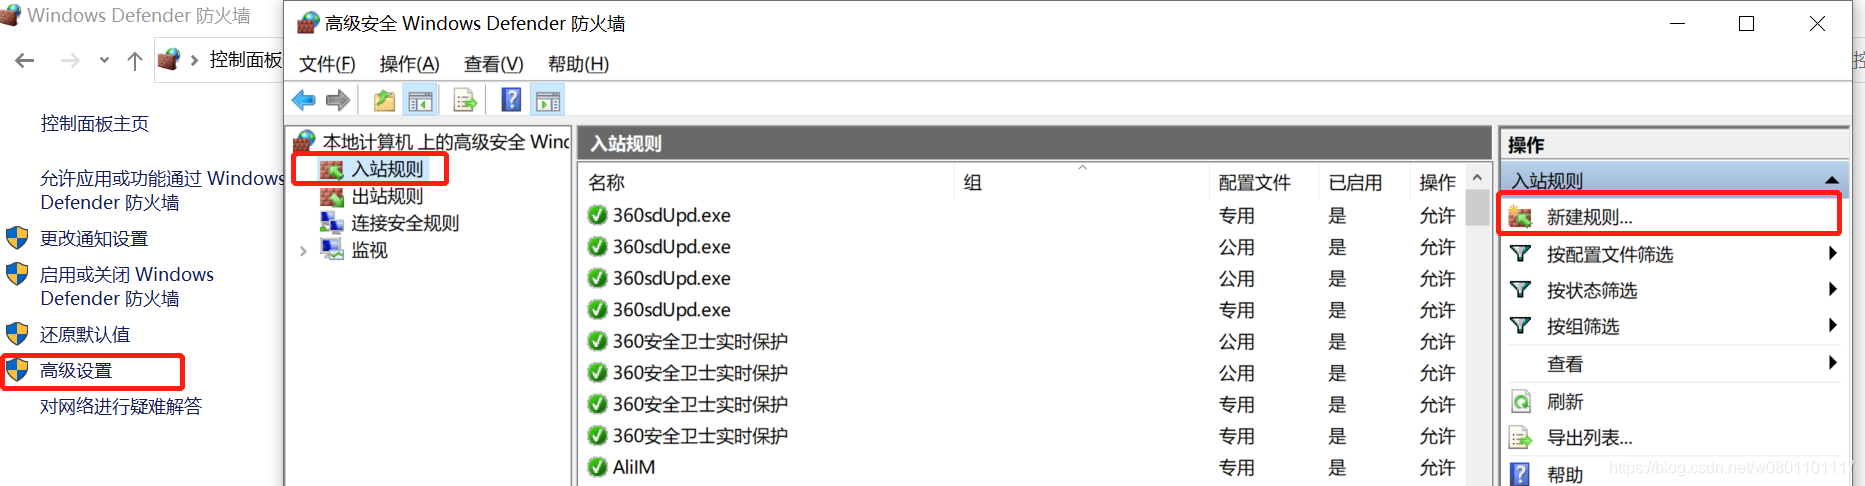 Windows Defender 防火墙
控制面板
控制面板主页
允许应用或功能通过 Windows
Defender 防火墙
更改通知设置
启用或关闭 Windows
Defender 防火墙
还原默认值
高级设置
对网络进行疑难解答
高级安全 Windows Defender 防火墙
文件(F) 操作(A) 查看(V) 帮助(H)
本地计算机 上的高级安全 Wind
入站规则
出站规则
连接安全规则
监视
入站规则
名称 组 配置文件 已启用 操作
360sdUpd.exe 专用 是 允许
360sdUpd.exe 公用 是 允许
360sdUpd.exe 公用 是 允许
360sdUpd.exe 专用 是 允许
360安全卫士实时保护 公用 是 允许
360安全卫士实时保护 公用 是 允许
360安全卫士实时保护 专用 是 允许
360安全卫士实时保护 专用 是 允许
AliIM 专用 是 允许
操作
入站规则
新建规则...
按配置文件筛选
按状态筛选
按组筛选
查看
刷新
导出列表...
帮助
控
https://blog.csdn.net/w0801101117